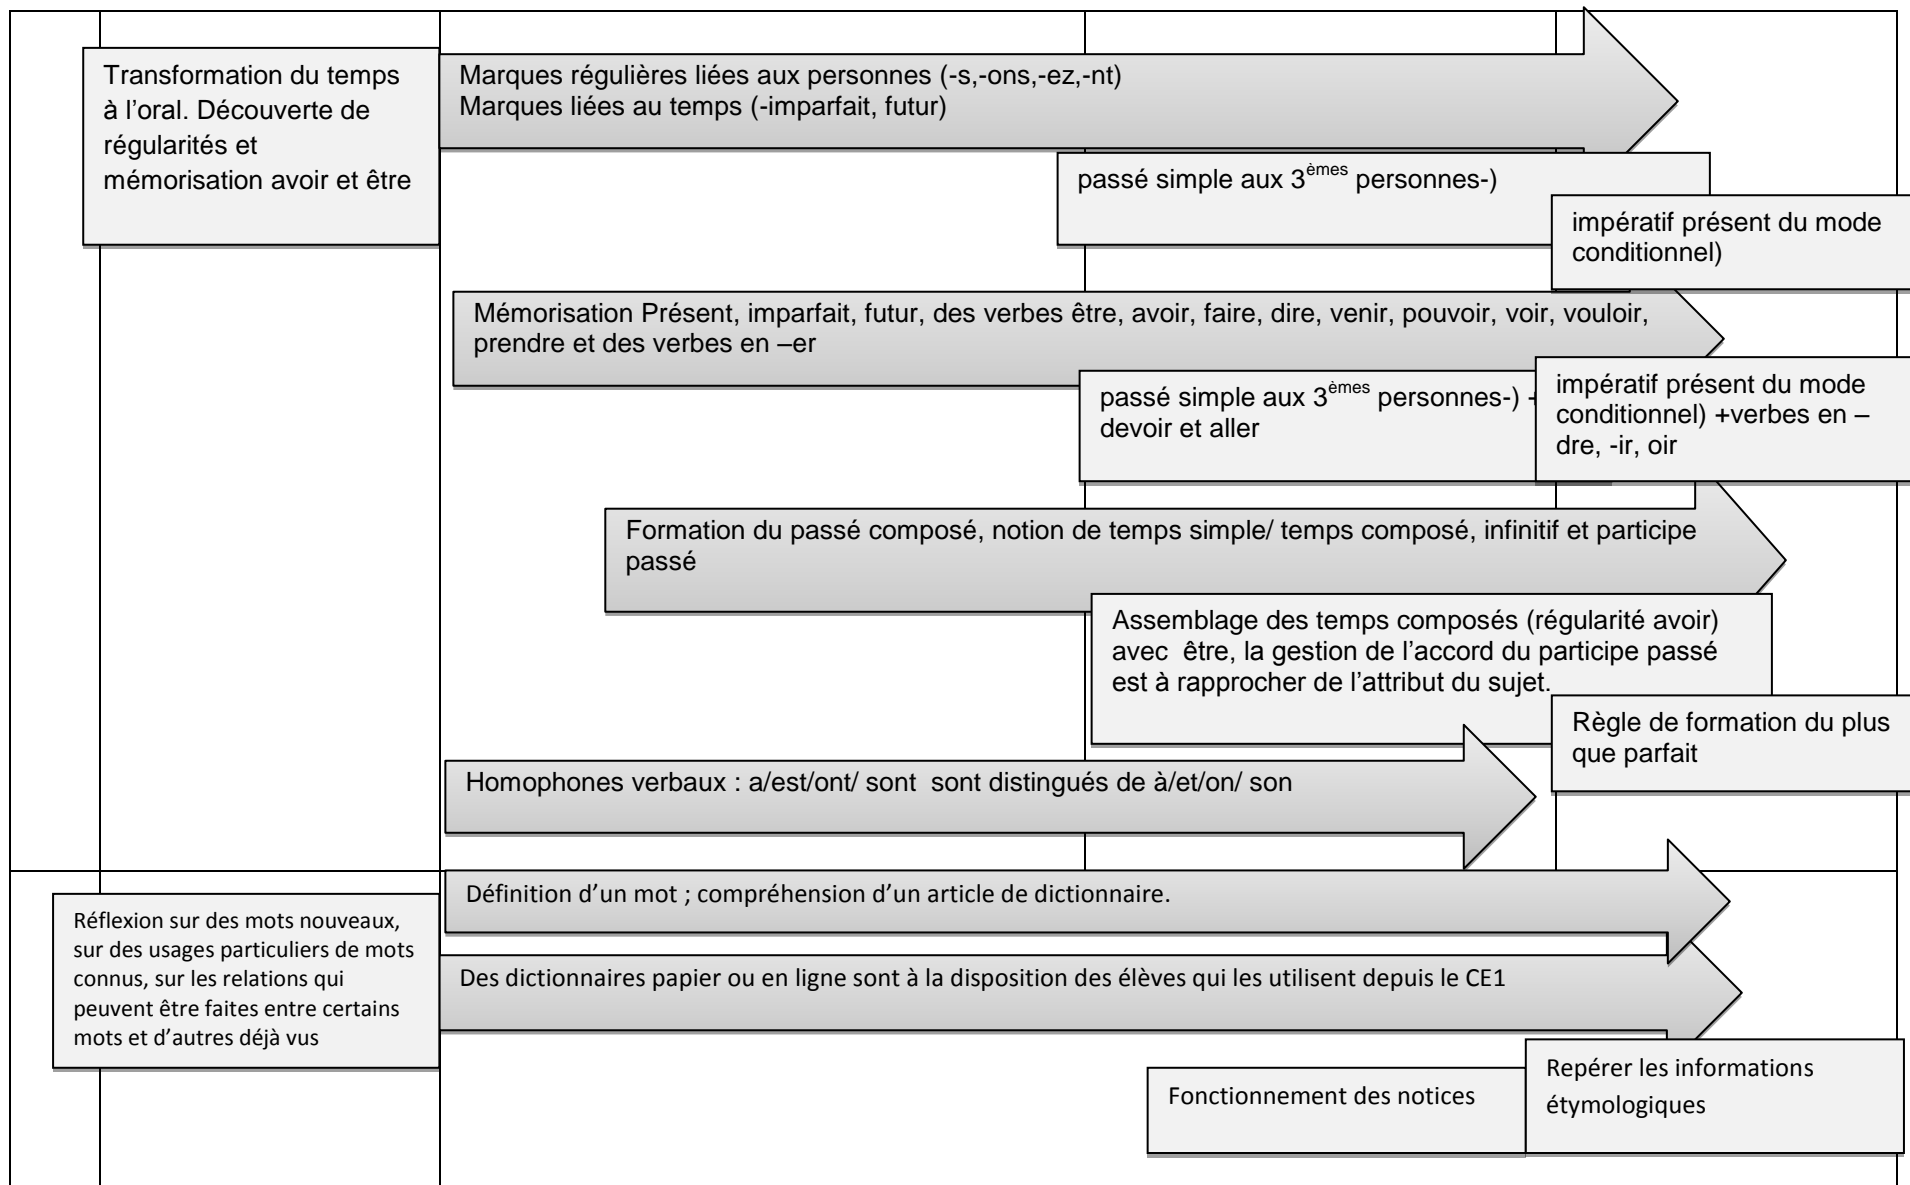 Transformation du temps
à l'oral. Découverte de
régularités et
mémorisation avoir et être
Marques régulières liées aux personnes (-s,-ons,-ez,-nt)
Marques liées au temps (-imparfait, futur)
passé simple aux 3èmes personnes-)
impératif présent du mode
conditionnel)
Mémorisation Présent, imparfait, futur, des verbes être, avoir, faire, dire, venir, pouvoir, voir, vouloir,
prendre et des verbes en –er
passé simple aux 3èmes personnes-) +
devoir et aller
impératif présent du mode
conditionnel) +verbes en –
dre, -ir, oir
Formation du passé composé, notion de temps simple/ temps composé, infinitif et participe
passé
Assemblage des temps composés (régularité avoir)
avec  être, la gestion de l'accord du participe passé
est à rapprocher de l'attribut du sujet.
Règle de formation du plus
que parfait
Homophones verbaux : a/est/ont/ sont  sont distingués de à/et/on/ son
Réflexion sur des mots nouveaux,
sur des usages particuliers de mots
connus, sur les relations qui
peuvent être faites entre certains
mots et d'autres déjà vus
Définition d'un mot ; compréhension d'un article de dictionnaire.
Des dictionnaires papier ou en ligne sont à la disposition des élèves qui les utilisent depuis le CE1
Fonctionnement des notices
Repérer les informations
étymologiques